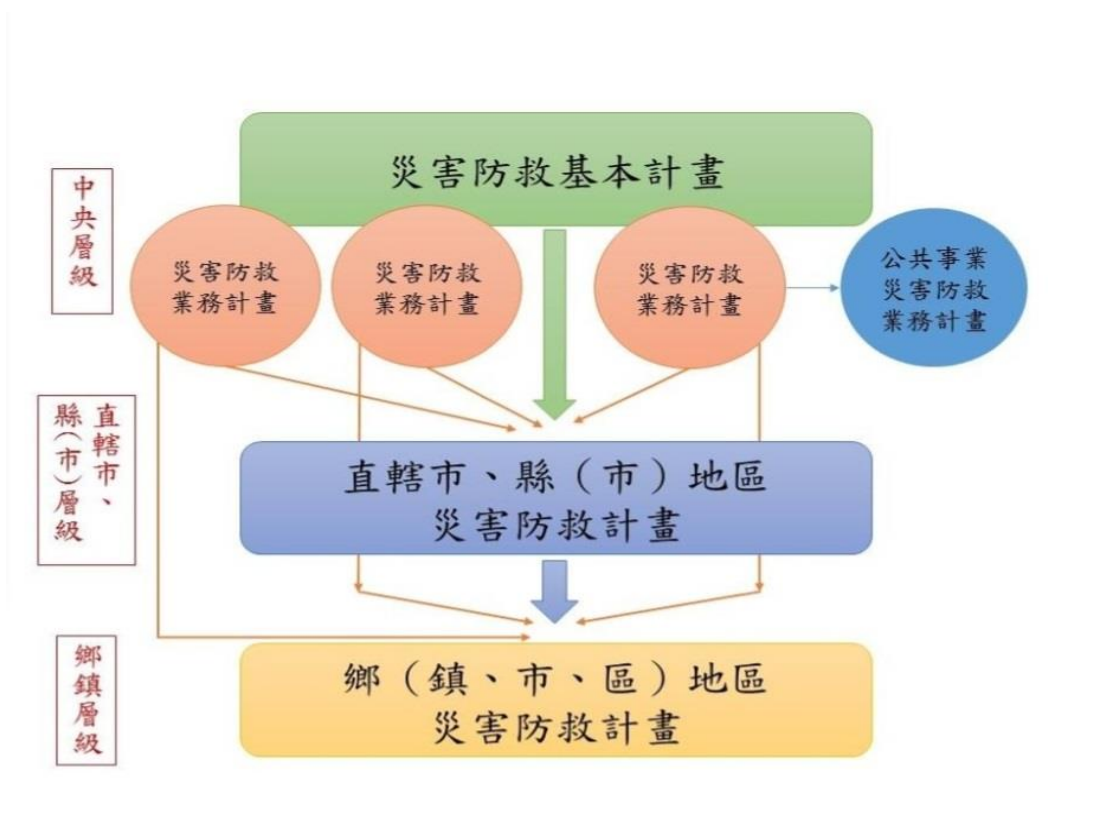 災害防救基本計畫
中央層級
災害防救
業務計畫
災害防救
業務計畫
災害防救
業務計畫
公共事業
災害防救
業務計畫
直轄市、
縣(市)層級
直轄市、縣（市）地區
災害防救計畫
鄉鎮層級
鄉（鎮、市、區）地區
災害防救計畫